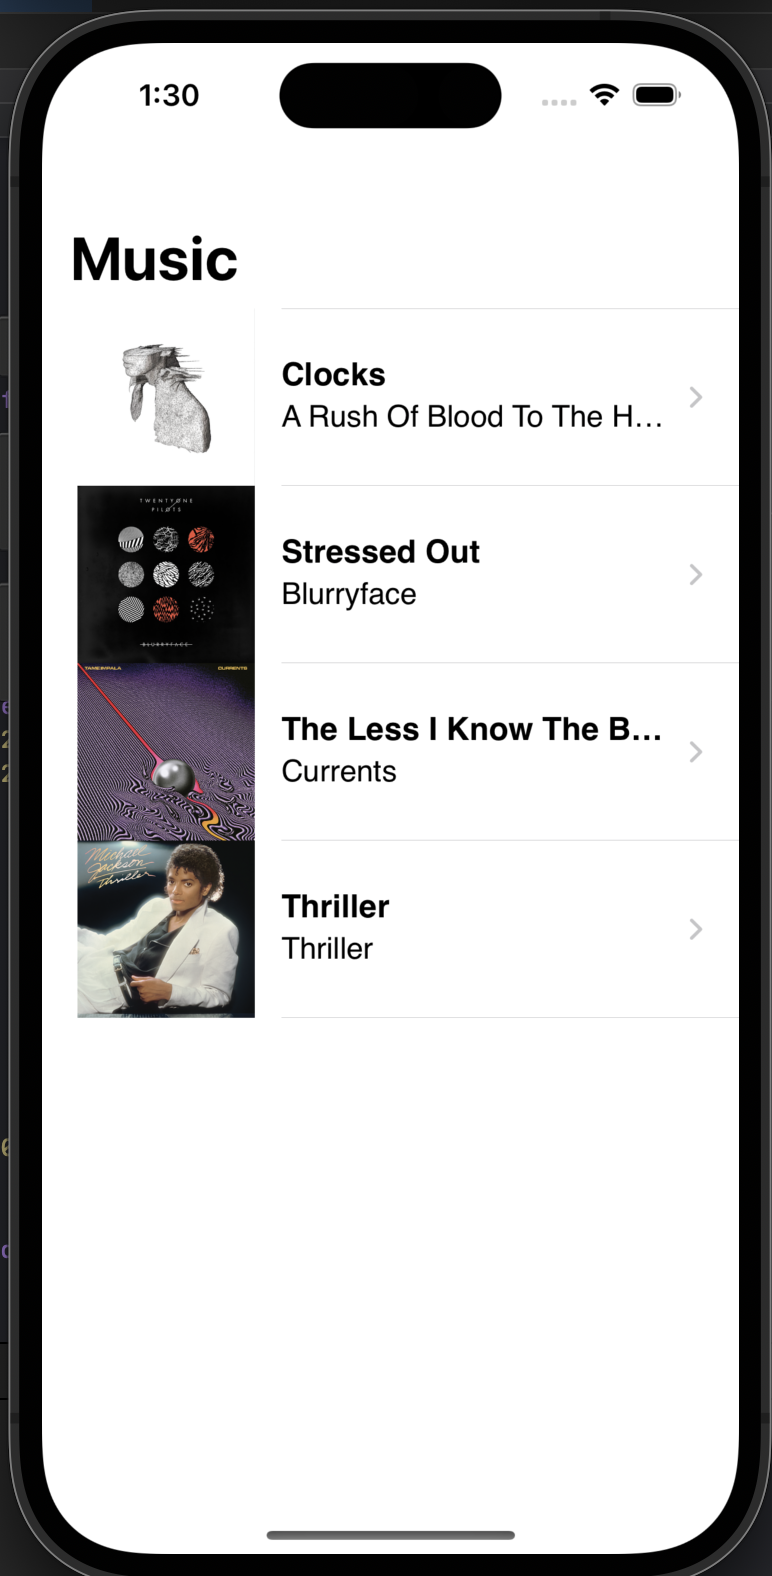 1:30
Music
Clocks
A Rush Of Blood To The H...
TWENTY ØNE
PILØTS
Stressed Out
Blurryface
BLURRYFACE
TAME IMPALA
CURRENTS
The Less I Know The B...
Currents
Michael
Jackson
Thriller
Thriller
Thriller